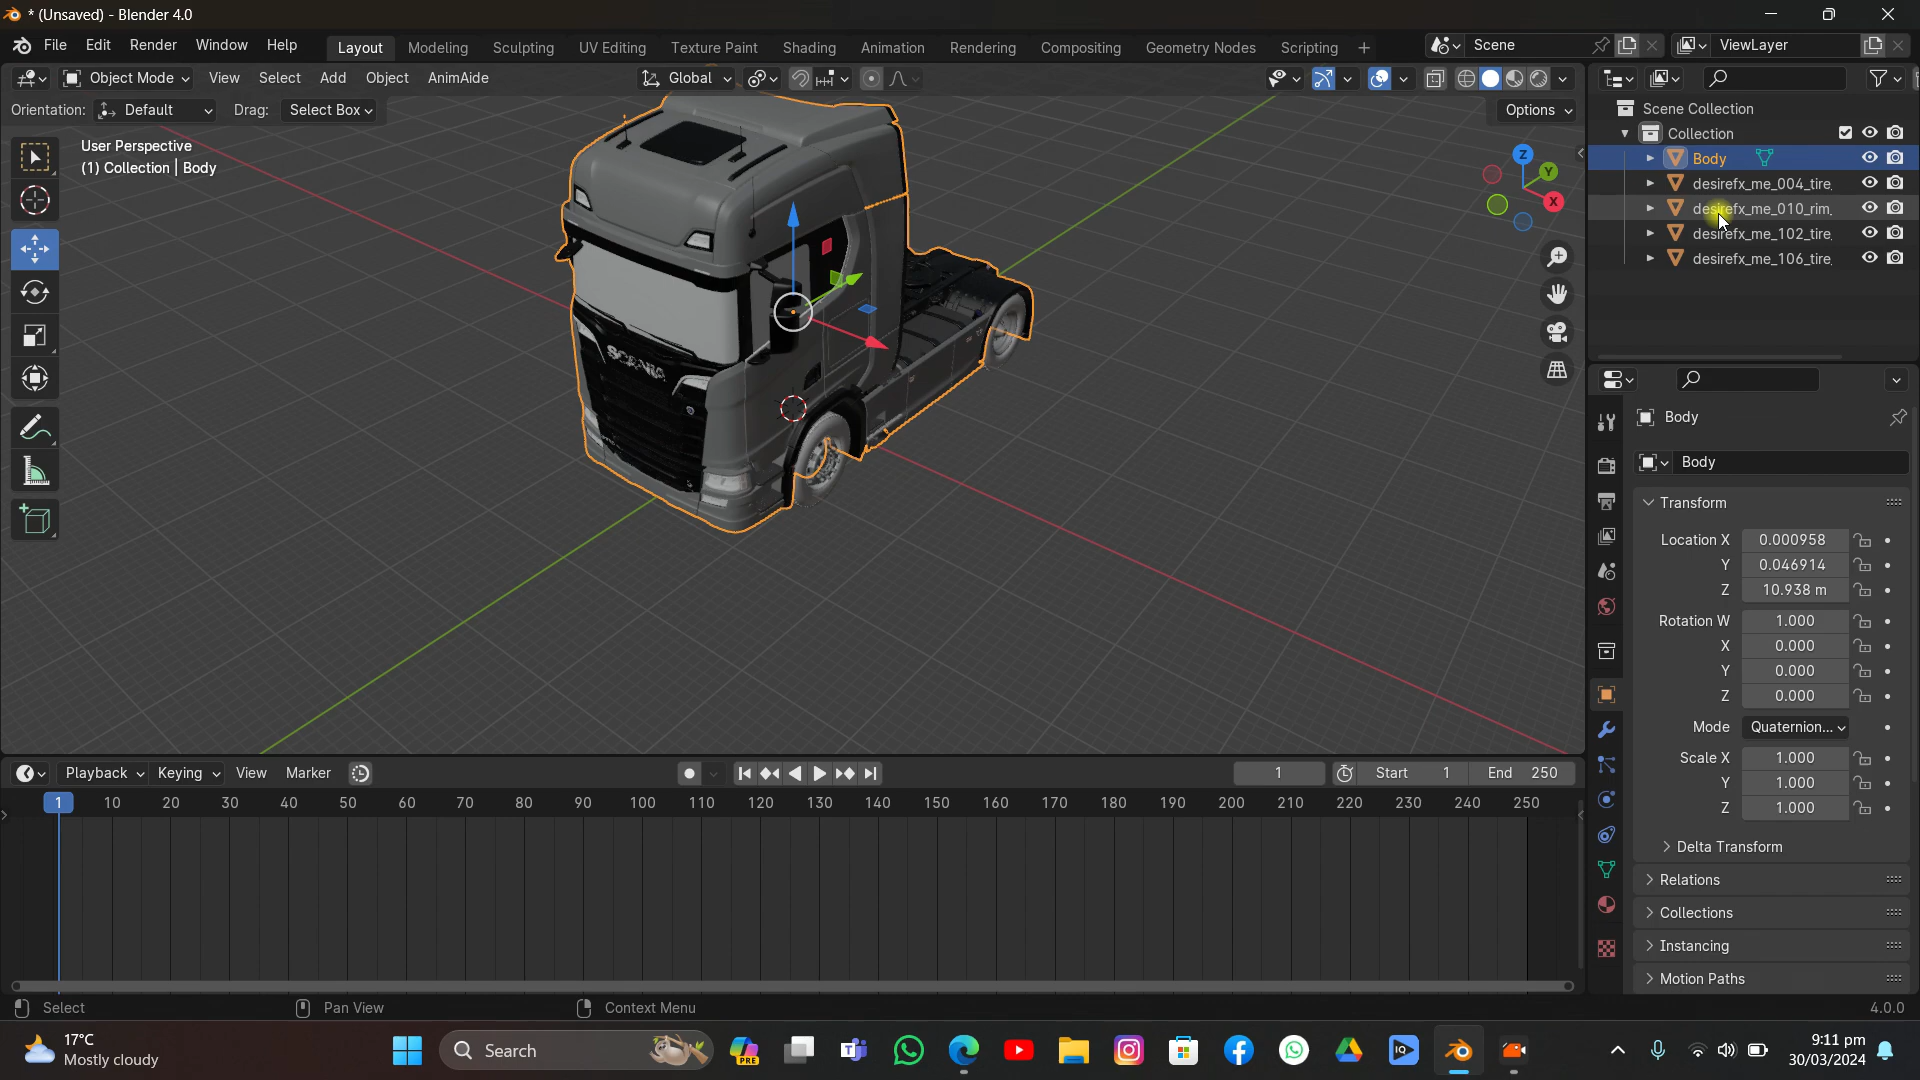 * (Unsaved) - Blender 4.0
File Edit Render Window Help Layout Modeling Sculpting UV Editing Texture Paint Shading Animation Rendering Compositing Geometry Nodes Scripting + Scene ViewLayer
Object Mode View Select Add Object AnimAide Global
Orientation: Default Drag: Select Box Options
User Perspective
(1) Collection | Body
Z
Y
X
SCANIA
Scene Collection
Collection
Body
desirefx_me_004_tire,
desirefx_me_010_rim,
desirefx_me_102_tire,
desirefx_me_106_tire,
Body
Body
Transform
Location X 0.000958
Y 0.046914
Z 10.938 m
Rotation W 1.000
X 0.000
Y 0.000
Z 0.000
Mode Quaternion...
Scale X 1.000
Y 1.000
Z 1.000
Delta Transform
Relations
Collections
Instancing
Motion Paths
Playback Keying View Marker 1 Start 1 End 250
1 10 20 30 40 50 60 70 80 90 100 110 120 130 140 150 160 170 180 190 200 210 220 230 240 250
Select Pan View Context Menu 4.0.0
17°C
Mostly cloudy
Search
PRE
IQ
9:11 pm
30/03/2024